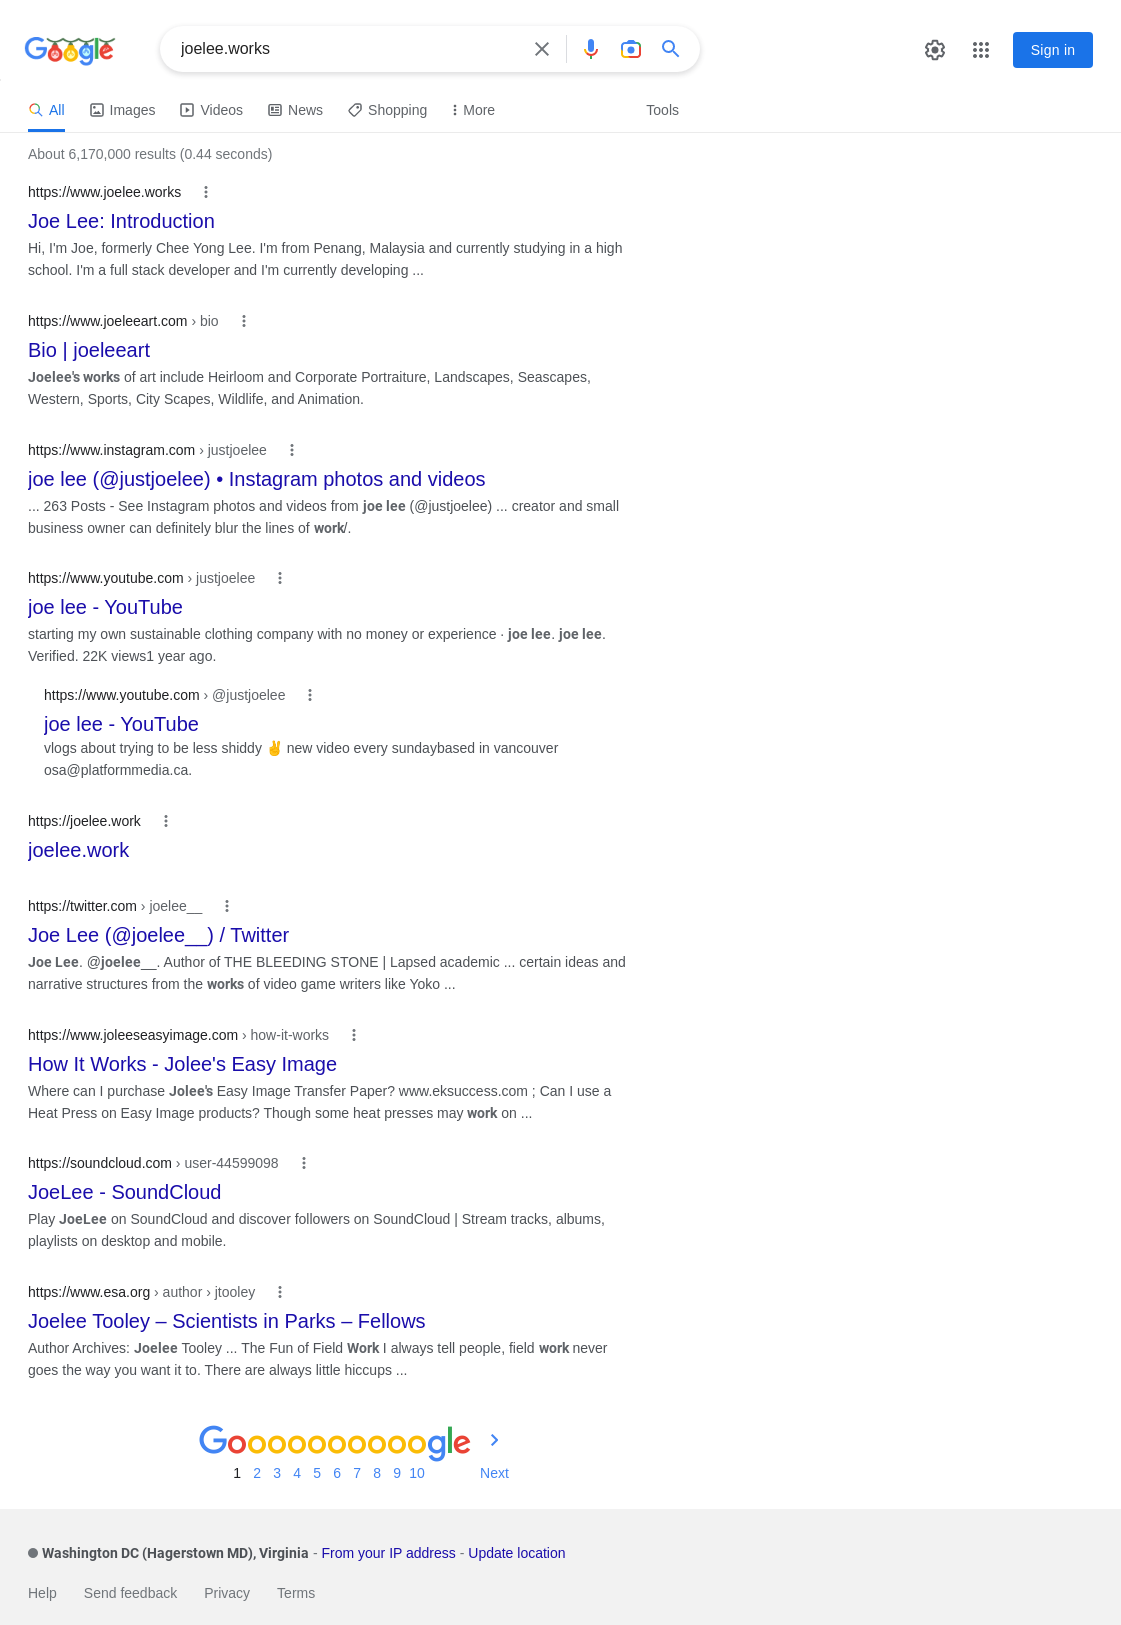 Google
joelee.works
Sign in
All Images Videos News Shopping More Tools
About 6,170,000 results (0.44 seconds)
https://www.joelee.works
Joe Lee: Introduction
Hi, I'm Joe, formerly Chee Yong Lee. I'm from Penang, Malaysia and currently studying in a high
school. I'm a full stack developer and I'm currently developing ...
https://www.joeleeart.com › bio
Bio | joeleeart
Joelee's works of art include Heirloom and Corporate Portraiture, Landscapes, Seascapes,
Western, Sports, City Scapes, Wildlife, and Animation.
https://www.instagram.com › justjoelee
joe lee (@justjoelee) • Instagram photos and videos
... 263 Posts - See Instagram photos and videos from joe lee (@justjoelee) ... creator and small
business owner can definitely blur the lines of work/.
https://www.youtube.com › justjoelee
joe lee - YouTube
starting my own sustainable clothing company with no money or experience · joe lee. joe lee.
Verified. 22K views1 year ago.
https://www.youtube.com › @justjoelee
joe lee - YouTube
vlogs about trying to be less shiddy ✌ new video every sundaybased in vancouver
osa@platformmedia.ca.
https://joelee.work
joelee.work
https://twitter.com › joelee__
Joe Lee (@joelee__) / Twitter
Joe Lee. @joelee__. Author of THE BLEEDING STONE | Lapsed academic ... certain ideas and
narrative structures from the works of video game writers like Yoko ...
https://www.joleeseasyimage.com › how-it-works
How It Works - Jolee's Easy Image
Where can I purchase Jolee's Easy Image Transfer Paper? www.eksuccess.com ; Can I use a
Heat Press on Easy Image products? Though some heat presses may work on ...
https://soundcloud.com › user-44599098
JoeLee - SoundCloud
Play JoeLee on SoundCloud and discover followers on SoundCloud | Stream tracks, albums,
playlists on desktop and mobile.
https://www.esa.org › author › jtooley
Joelee Tooley – Scientists in Parks – Fellows
Author Archives: Joelee Tooley ... The Fun of Field Work I always tell people, field work never
goes the way you want it to. There are always little hiccups ...
Goooooooooogle
1 2 3 4 5 6 7 8 9 10 Next
Washington DC (Hagerstown MD), Virginia - From your IP address - Update location
Help Send feedback Privacy Terms